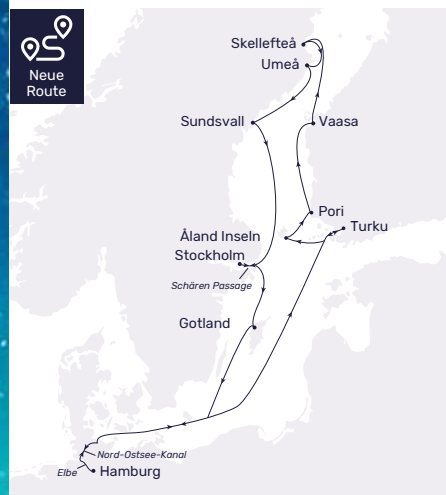 Neue
Route
Skellefteå
Umeå
Sundsvall
Vaasa
Pori
Turku
Åland Inseln
Stockholm
Schären Passage
Gotland
Nord-Ostsee-Kanal
Elbe
Hamburg